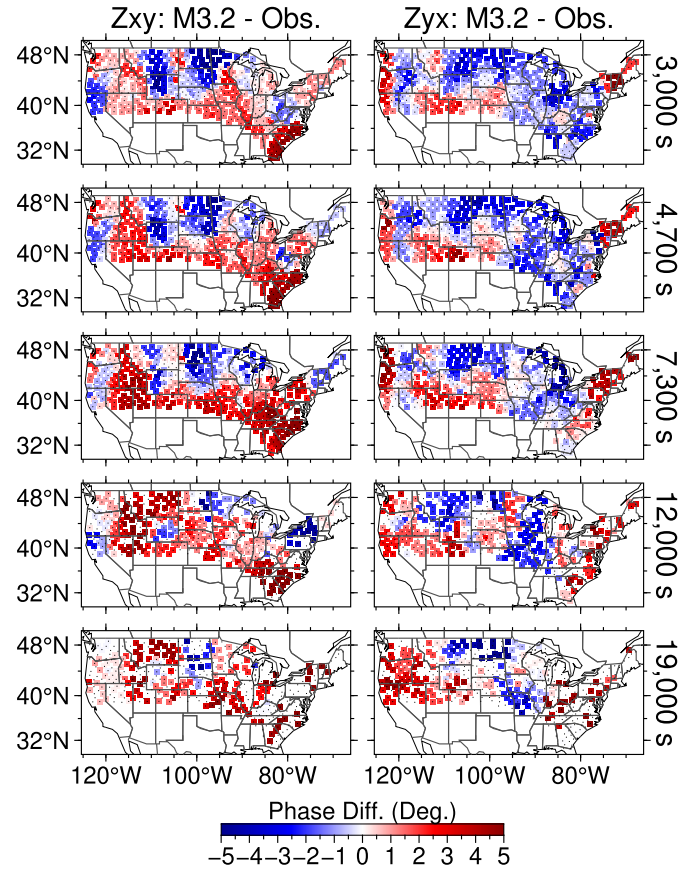 Zxy: M3.2 - Obs. Zyx: M3.2 - Obs.
48°N
40°N
32°N
3,000 s
48°N
40°N
32°N
4,700 s
48°N
40°N
32°N
7,300 s
48°N
40°N
32°N
12,000 s
48°N
40°N
32°N
19,000 s
120°W 100°W 80°W 120°W 100°W 80°W
Phase Diff. (Deg.)
−5 −4 −3 −2 −1 0 1 2 3 4 5